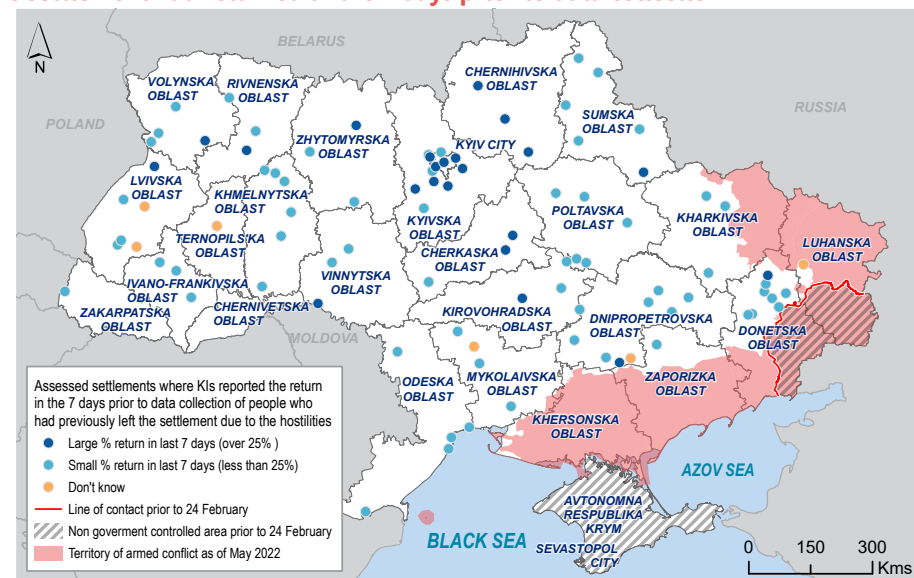 N
BELARUS
RUSSIA
POLAND
MOLDOVA
VOLYNSKA
OBLAST
RIVNENSKA
OBLAST
ZHYTOMYRSKA
OBLAST
CHERNIHIVSKA
OBLAST
SUMSKA
OBLAST
KYIV CITY
LVIVSKA
OBLAST
KHMELNYTSKA
OBLAST
TERNOPILSKA
OBLAST
KYIVSKA
OBLAST
POLTAVSKA
OBLAST
KHARKIVSKA
OBLAST
LUHANSKA
OBLAST
CHERKASKA
OBLAST
VINNYTSKA
OBLAST
IVANO-FRANKIVSKA
OBLAST
ZAKARPATSKA
OBLAST
CHERNIVETSKA
OBLAST
KIROVOHRADSKA
OBLAST
DNIPROPETROVSKA
OBLAST
DONETSKA
OBLAST
ODESKA
OBLAST
MYKOLAIVSKA
OBLAST
ZAPORIZKA
OBLAST
KHERSONSKA
OBLAST
AZOV SEA
BLACK SEA
AVTONOMNA
RESPUBLIKA
KRYM
SEVASTOPOL
CITY
Assessed settlements where KIs reported the return
in the 7 days prior to data collection of people who
had previously left the settlement due to the hostilities
Large % return in last 7 days (over 25% )
Small % return in last 7 days (less than 25%)
Don't know
Line of contact prior to 24 February
Non goverment controlled area prior to 24 February
Territory of armed conflict as of May 2022
0 150 300
Kms